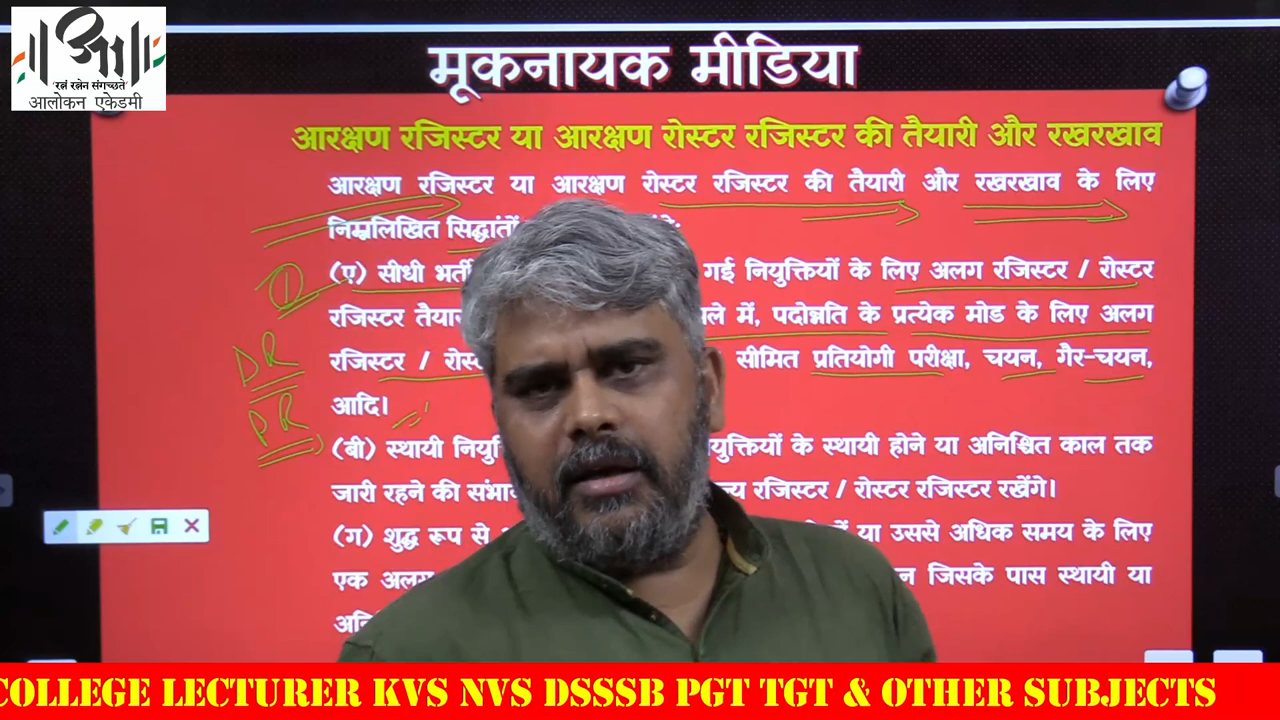 रत्नं रत्नेन संगच्छते
आलोकन एकेडमी
मूकनायक मीडिया
आरक्षण रजिस्टर या आरक्षण रोस्टर रजिस्टर की तैयारी और रखरखाव
आरक्षण रजिस्टर या आरक्षण रोस्टर रजिस्टर की तैयारी और रखरखाव के लिए
निम्नलिखित सिद्धांतों
(ए) सीधी भर्ती गई नियुक्तियों के लिए अलग रजिस्टर / रोस्टर
रजिस्टर में, पदोन्नति के प्रत्येक मोड के लिए अलग
रजिस्टर / सीमित प्रतियोगी परीक्षा, चयन, गैर-चयन,
आदि।
(बी) स्थायी के स्थायी होने या अनिश्चित काल तक
जारी रहने की रजिस्टर / रोस्टर रजिस्टर रखेंगे।
(ग) शुद्ध रूप से या उससे अधिक समय के लिए
एक अलग जिसके पास स्थायी या
1
DR
PR
COLLEGE LECTURER KVS NVS DSSSB PGT TGT & OTHER SUBJECTS